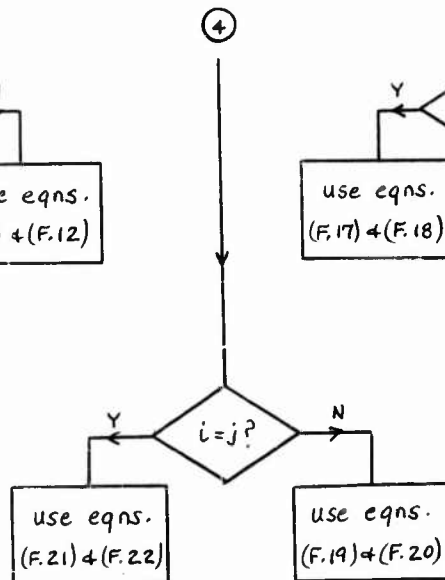 4
Y
eqns.
& (F.12)
use eqns.
(F.17) & (F.18)
i = j ?
Y
N
use eqns.
(F.21) & (F.22)
use eqns.
(F.19) & (F.20)